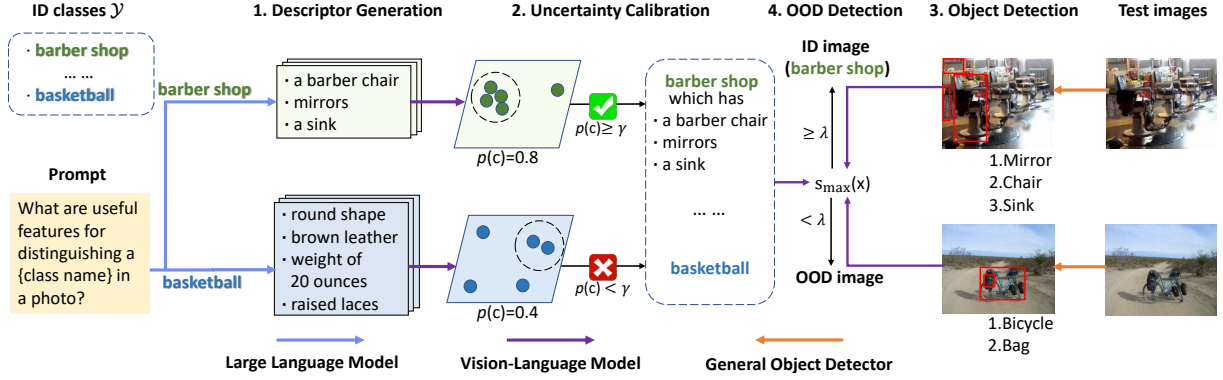 ID classes 𝒴
1. Descriptor Generation
2. Uncertainty Calibration
4. OOD Detection
3. Object Detection
Test images
· barber shop
... ...
· basketball
barber shop
· a barber chair
· mirrors
· a sink
p(c)=0.8
p(c)≥ γ
barber shop
which has
· a barber chair
· mirrors
· a sink
... ...
basketball
ID image
(barber shop)
≥ λ
s_max(x)
< λ
OOD image
1.Mirror
2.Chair
3.Sink
Prompt
What are useful
features for
distinguishing a
{class name} in
a photo?
basketball
· round shape
· brown leather
· weight of
20 ounces
· raised laces
p(c)=0.4
p(c) < γ
1.Bicycle
2.Bag
Large Language Model
Vision-Language Model
General Object Detector